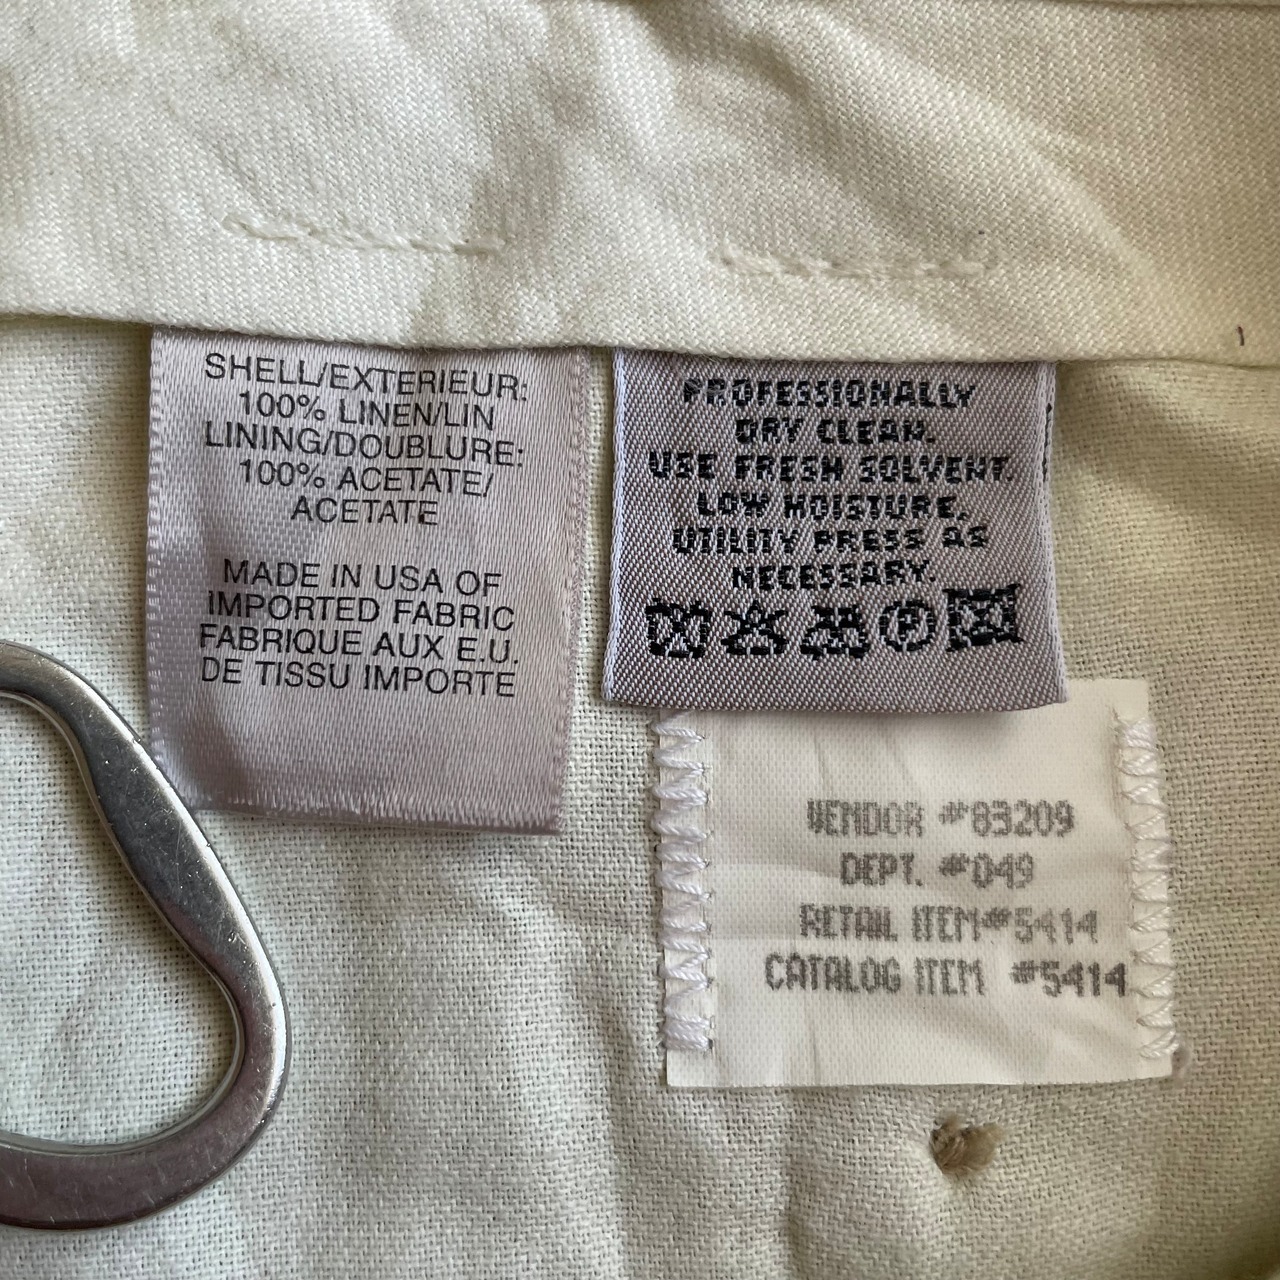 SHELL/EXTERIEUR:
100% LINEN/LIN
LINING/DOUBLURE:
100% ACETATE/
ACETATE
MADE IN USA OF
IMPORTED FABRIC
FABRIQUE AUX E.U.
DE TISSU IMPORTE
PROFESSIONALLY
DRY CLEAN.
USE FRESH SOLVENT.
LOW MOISTURE.
UTILITY PRESS AS
NECESSARY.
P
VENDOR #83209
DEPT. #049
RETAIL ITEM#5414
CATALOG ITEM #5414